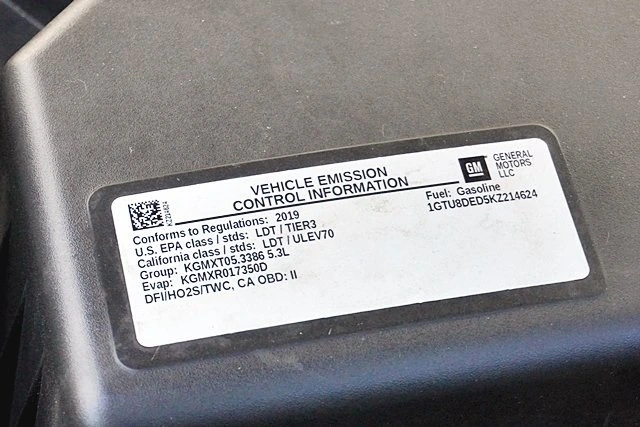 VEHICLE EMISSION
CONTROL INFORMATION
GM
GENERAL
MOTORS
LLC
Conforms to Regulations: 2019
Fuel: Gasoline
U.S. EPA class / stds: LDT / TIER3
1GTU8DED5KZ214624
California class / stds: LDT / ULEV70
Group: KGMXT05.3386 5.3L
Evap: KGMXR017350D
DFI/HO2S/TWC, CA OBD: II